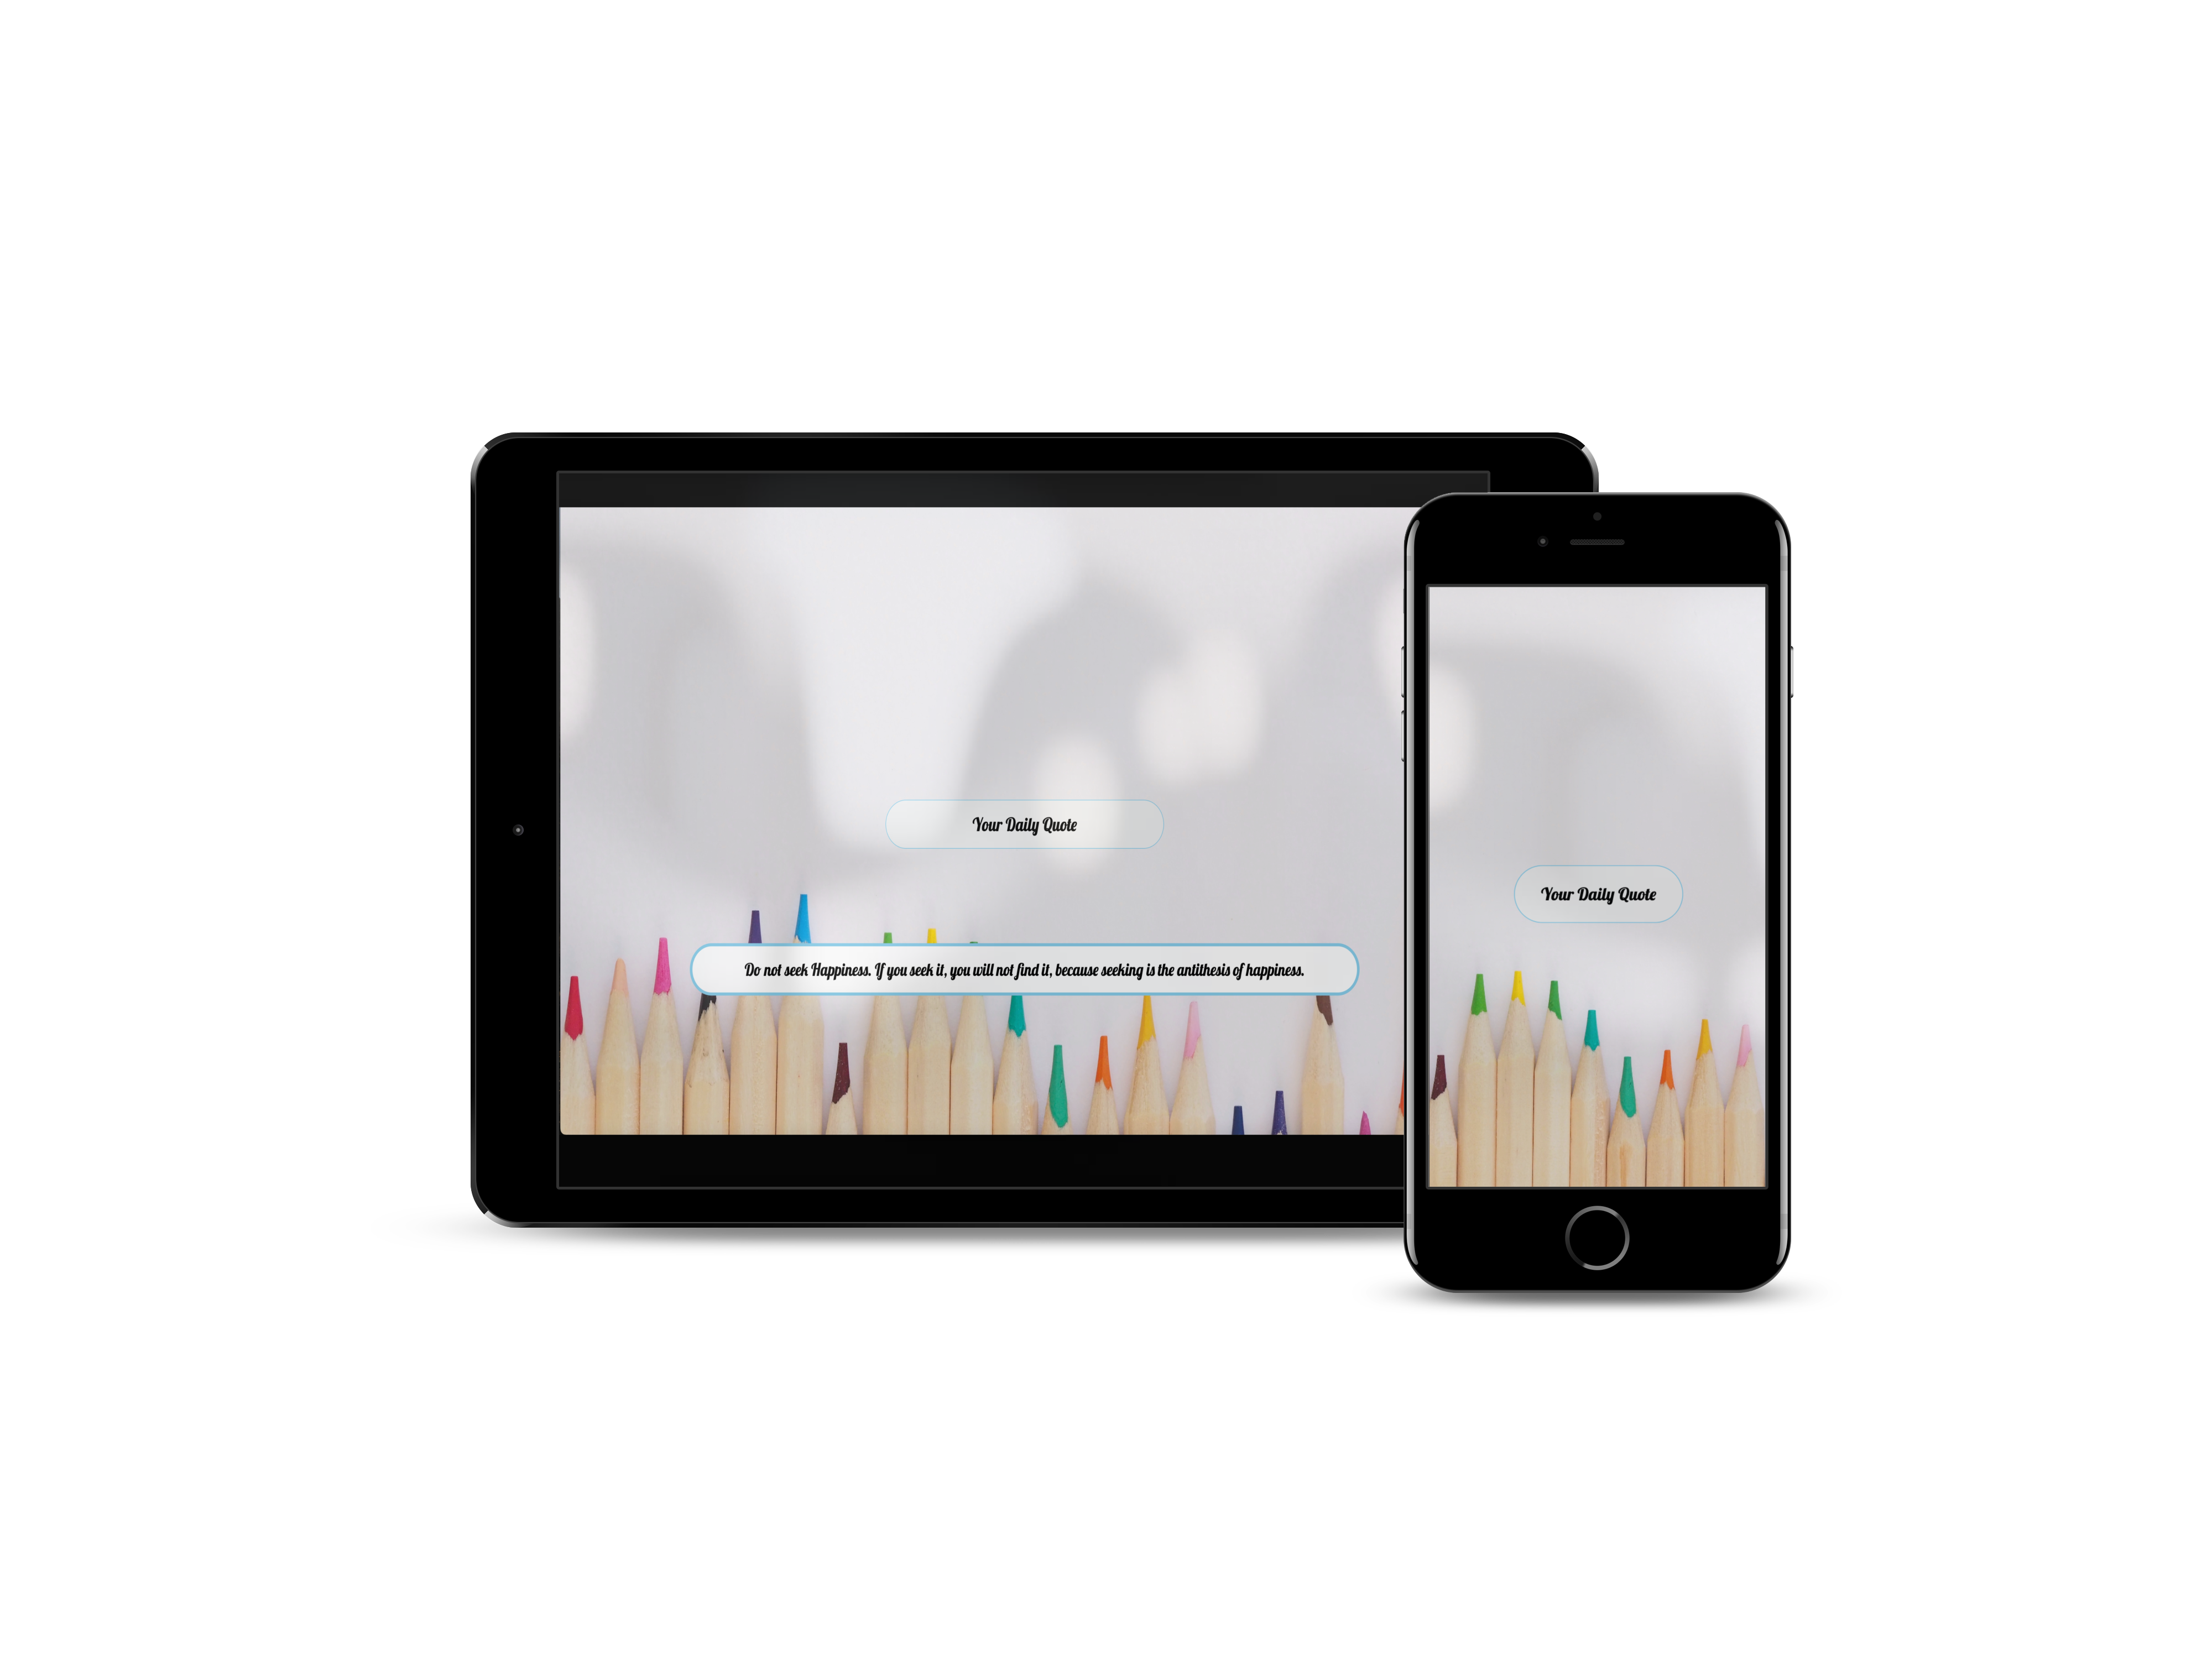 Your Daily Quote
Do not seek Happiness. If you seek it, you will not find it, because seeking is the antithesis of happiness.
Your Daily Quote